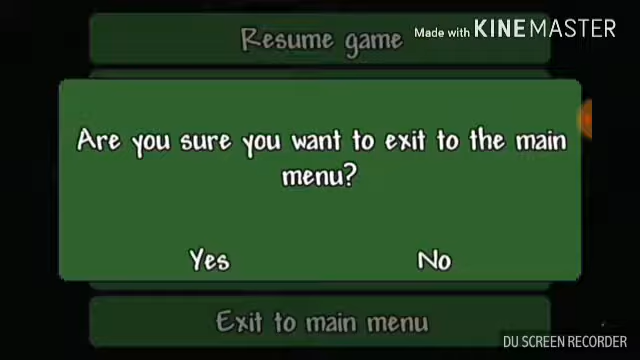 Resume game
Made with KINEMASTER
Are you sure you want to exit to the main
menu?
Yes
No
Exit to main menu
DU SCREEN RECORDER